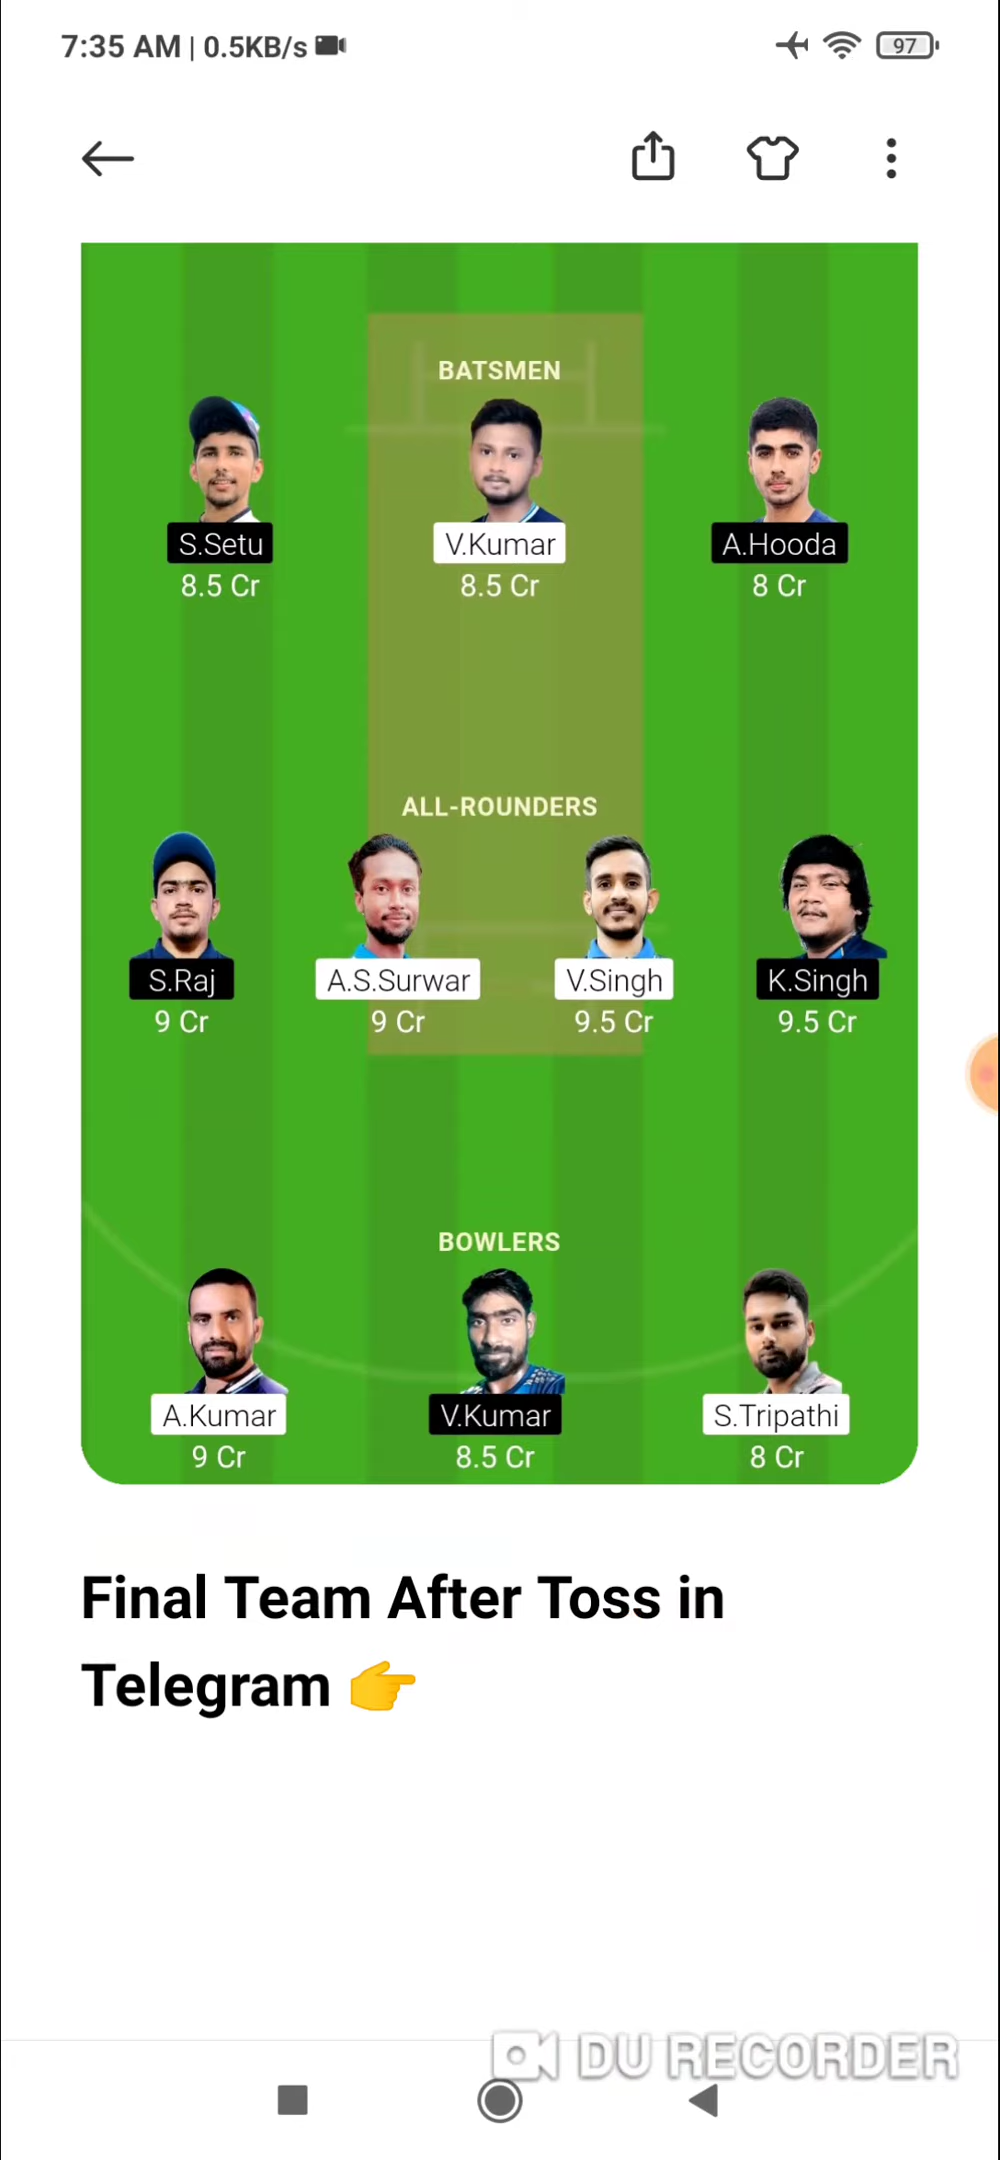 7:35 AM | 0.5KB/s
97
BATSMEN
S.Setu V.Kumar A.Hooda
8.5 Cr 8.5 Cr 8 Cr
ALL-ROUNDERS
S.Raj A.S.Surwar V.Singh K.Singh
9 Cr 9 Cr 9.5 Cr 9.5 Cr
BOWLERS
A.Kumar V.Kumar S.Tripathi
9 Cr 8.5 Cr 8 Cr
Final Team After Toss in
Telegram 👉
DU RECORDER